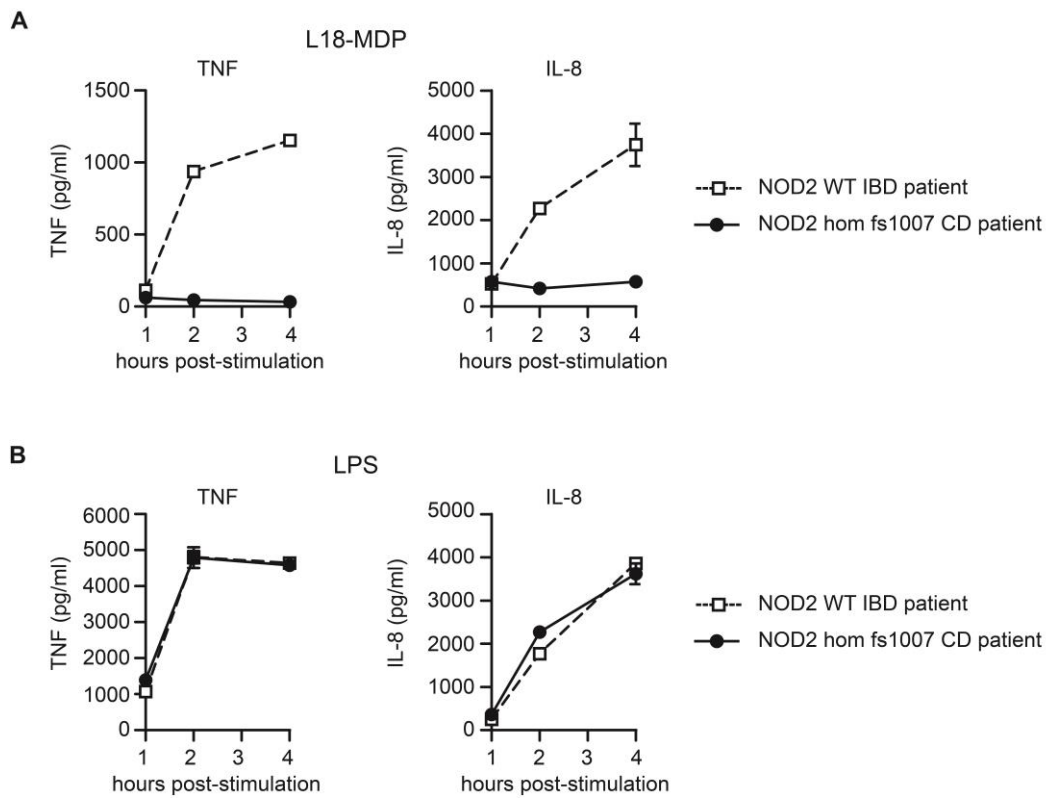 A
L18-MDP
TNF
TNF (pg/ml)
1500
1000
500
0
1 2 3 4
hours post-stimulation
IL-8
IL-8 (pg/ml)
5000
4000
3000
2000
1000
0
1 2 3 4
hours post-stimulation
NOD2 WT IBD patient
NOD2 hom fs1007 CD patient
B
LPS
TNF
TNF (pg/ml)
6000
5000
4000
3000
2000
1000
0
1 2 3 4
hours post-stimulation
IL-8
IL-8 (pg/ml)
5000
4000
3000
2000
1000
0
1 2 3 4
hours post-stimulation
NOD2 WT IBD patient
NOD2 hom fs1007 CD patient